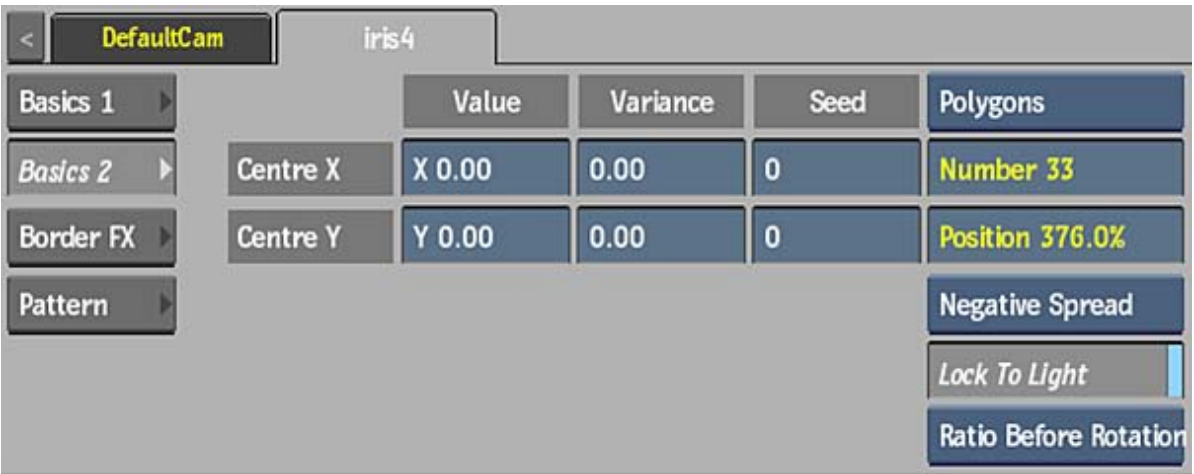 < DefaultCam iris4
Basics 1 Value Variance Seed Polygons
Basics 2 Centre X X 0.00 0.00 0 Number 33
Border FX Centre Y Y 0.00 0.00 0 Position 376.0%
Pattern Negative Spread
Lock To Light
Ratio Before Rotation